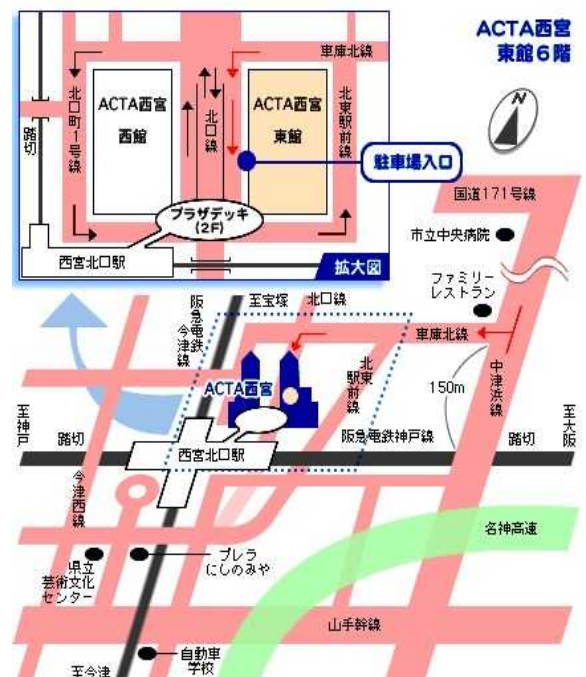 ACTA西宮
東館6階
N
車庫北線
北口町1号線
踏切
ACTA西宮
西館
北口線
ACTA西宮
東館
北東駅前線
駐車場入口
プラザデッキ
(2F)
西宮北口駅
拡大図
国道171号線
市立中央病院
ファミリー
レストラン
阪急電鉄
今津線
至宝塚
北口線
車庫北線
ACTA西宮
北東
駅前線
150m
中津浜線
至神戸
踏切
西宮北口駅
阪急電鉄神戸線
踏切
至大阪
今津西線
名神高速
県立
芸術文化
センター
プレラ
にしのみや
山手幹線
自動車
学校
至今津